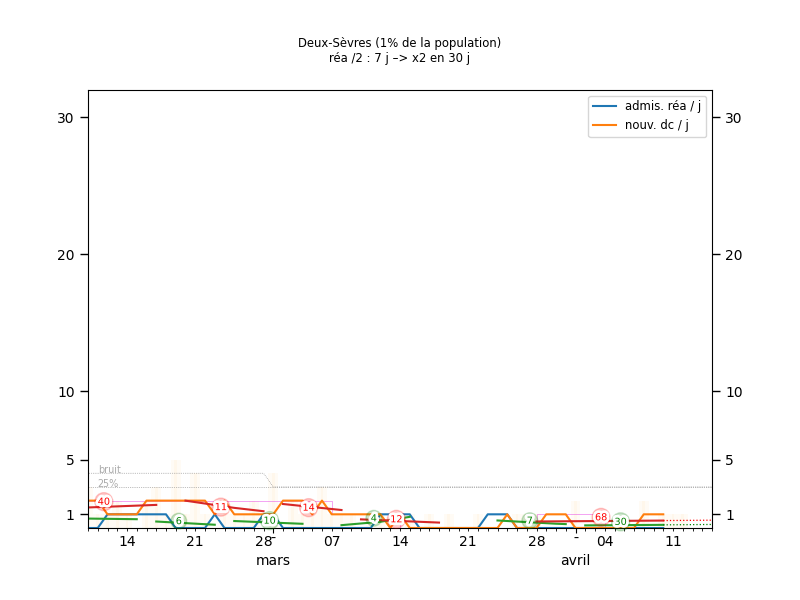 Deux-Sèvres (1% de la population)
réa /2 : 7 j –> x2 en 30 j
admis. réa / j
nouv. dc / j
30 30
20 20
10 10
5 5
1 1
bruit
25%
40 6 11 10 14 4 12 7 68 30
14 21 28 07 14 21 28 04 11
mars avril